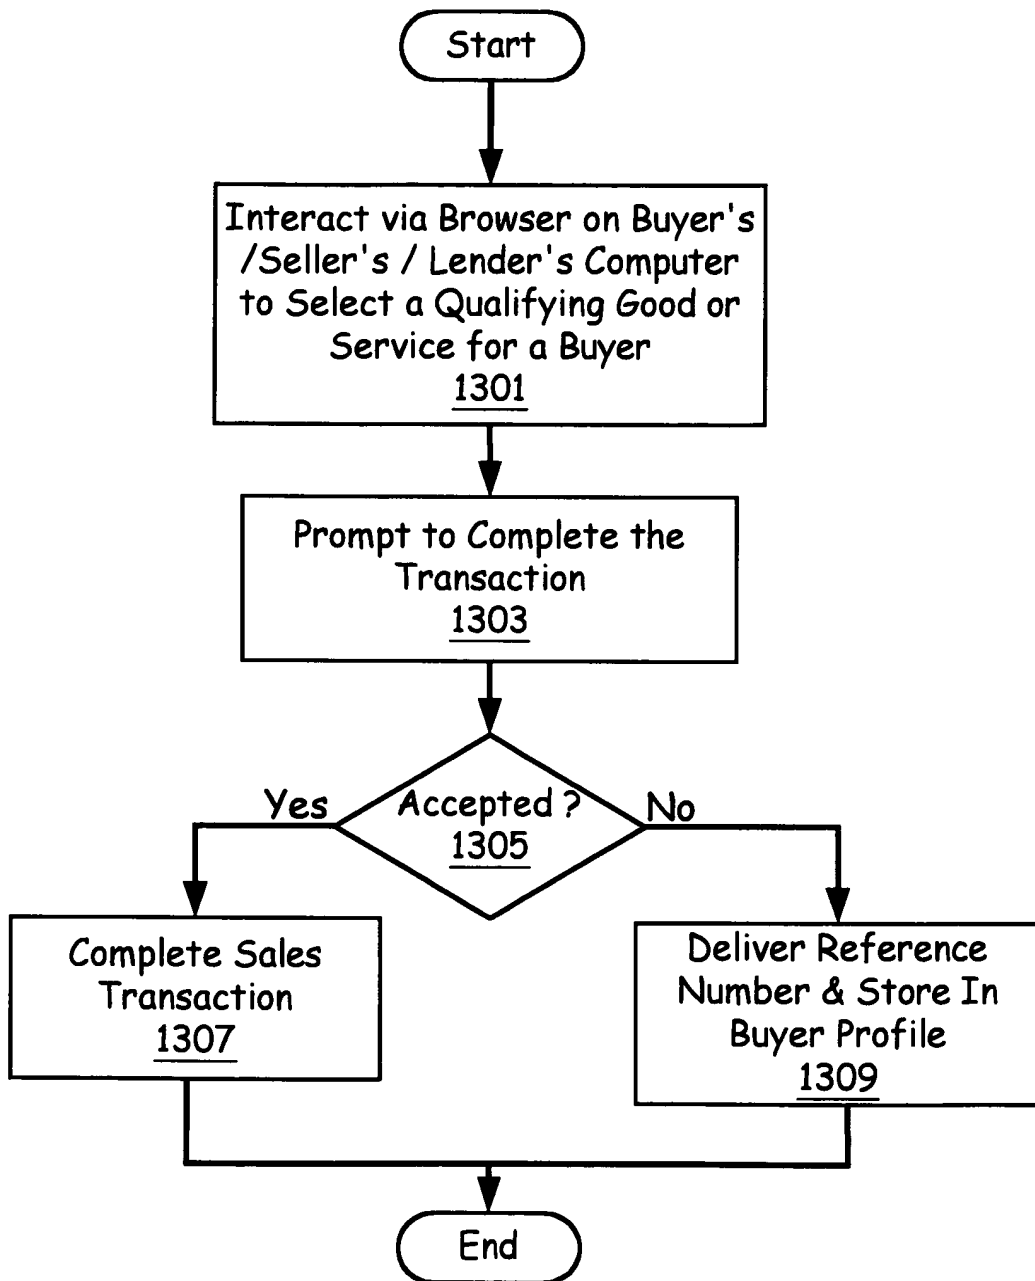 Start
Interact via Browser on Buyer's
/Seller's / Lender's Computer
to Select a Qualifying Good or
Service for a Buyer
1301
Prompt to Complete the
Transaction
1303
Yes
Accepted ?
No
1305
Complete Sales
Transaction
1307
Deliver Reference
Number & Store In
Buyer Profile
1309
End